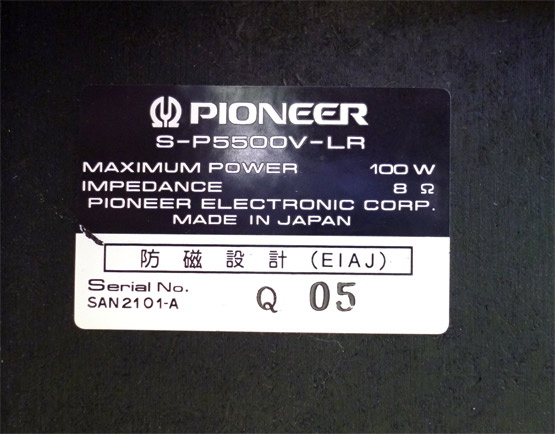 PIONEER
S-P5500V-LR
MAXIMUM POWER 100 W
IMPEDANCE 8 Ω
PIONEER ELECTRONIC CORP.
MADE IN JAPAN
防磁設計 (EIAJ)
Serial No.
SAN2101-A Q 05